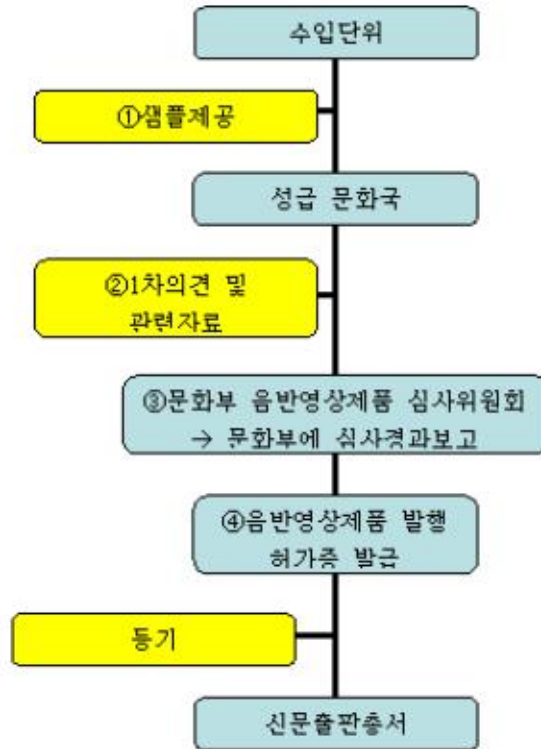 수입단위
①샘플제공
성급 문화국
②1차의견 및
관련자료
③문화부 음반영상제품 심사위원회
→ 문화부에 심사경과보고
④음반영상제품 발행
허가증 발급
등기
신문출판총서